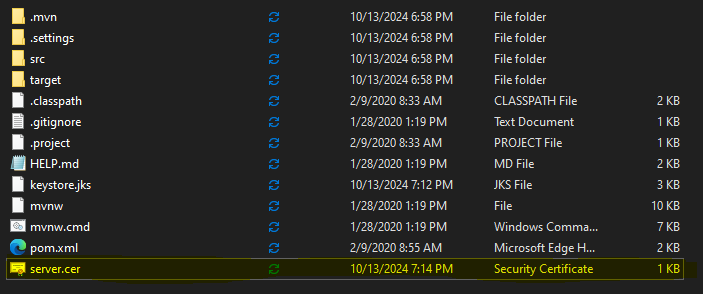 .mvn 10/13/2024 6:58 PM File folder
.settings 10/13/2024 6:58 PM File folder
src 10/13/2024 6:58 PM File folder
target 10/13/2024 6:58 PM File folder
.classpath 2/9/2020 8:33 AM CLASSPATH File 2 KB
.gitignore 1/28/2020 1:19 PM Text Document 1 KB
.project 2/9/2020 8:33 AM PROJECT File 1 KB
HELP.md 1/28/2020 1:19 PM MD File 2 KB
keystore.jks 10/13/2024 7:12 PM JKS File 3 KB
mvnw 1/28/2020 1:19 PM File 10 KB
mvnw.cmd 1/28/2020 1:19 PM Windows Comma... 7 KB
pom.xml 2/9/2020 8:55 AM Microsoft Edge H... 2 KB
server.cer 10/13/2024 7:14 PM Security Certificate 1 KB